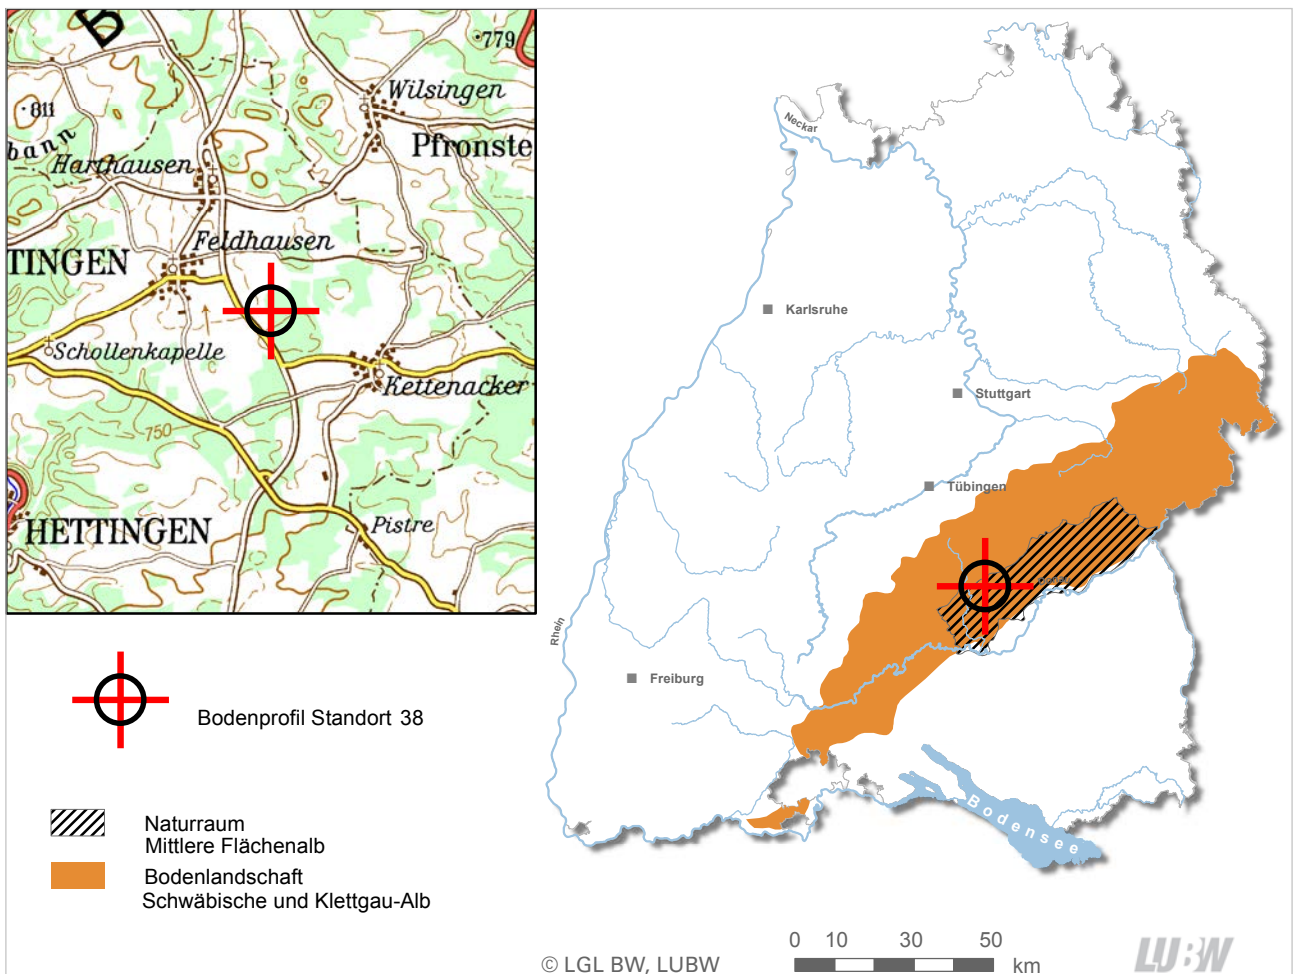 B
779
Wilsingen
811
bann
Pfronste
Harthausen
Feldhausen
TINGEN
Schollenkapelle
Kettenacker
750
HETTINGEN
Pistre
Bodenprofil Standort 38
Naturraum
Mittlere Flächenalb
Bodenlandschaft
Schwäbische und Klettgau-Alb
Neckar
Karlsruhe
Stuttgart
Tübingen
Rhein
Freiburg
Bodensee
0 10 30 50
km
© LGL BW, LUBW
LUBW